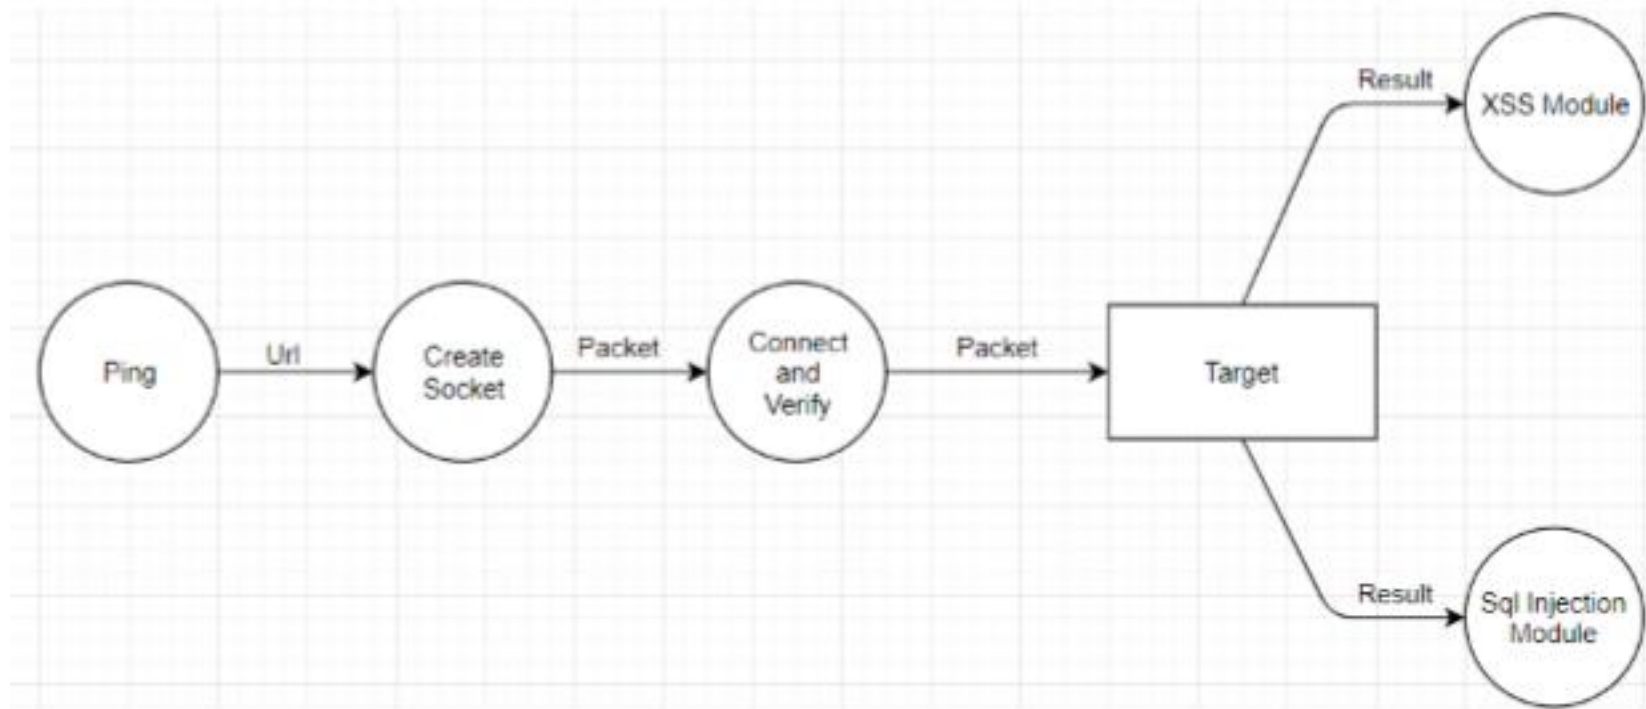 Result
XSS Module
Ping
Url
Create
Socket
Packet
Connect
and
Verify
Packet
Target
Result
Sql Injection
Module